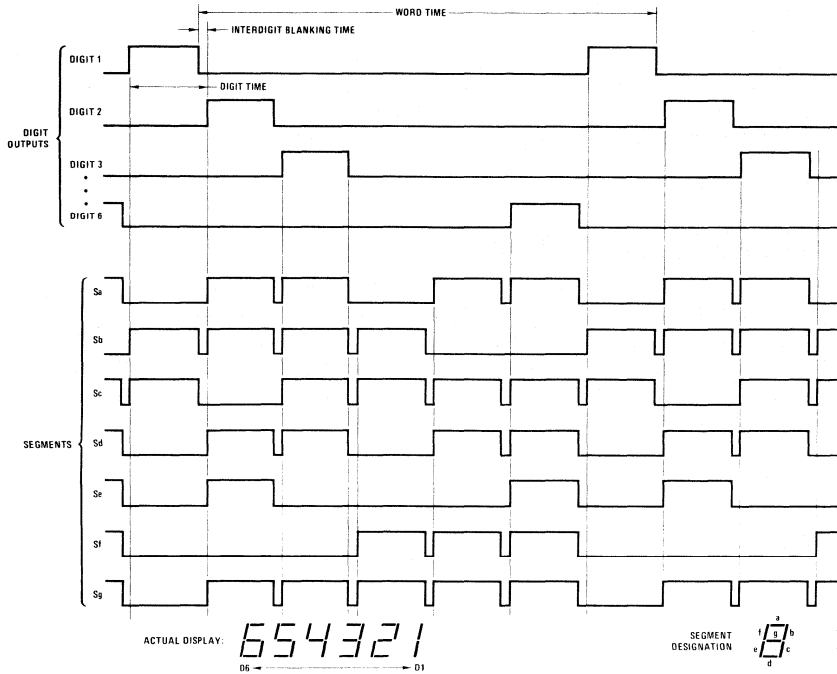 WORD TIME
INTERDIGIT BLANKING TIME
DIGIT 1
DIGIT TIME
DIGIT 2
DIGIT
OUTPUTS
DIGIT 3
DIGIT 6
Sa
Sb
Sc
SEGMENTS
Sd
Se
Sf
Sg
ACTUAL DISPLAY: 654321
D6 D1
SEGMENT
DESIGNATION
a
f g b
e c
d